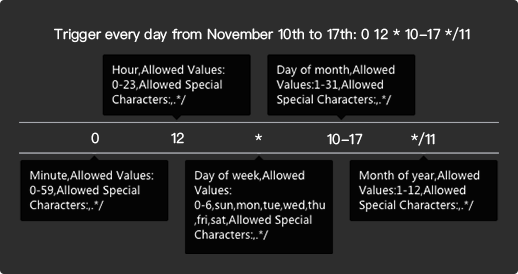 Trigger every day from November 10th to 17th: 0 12 * 10–17 */11
Hour,Allowed Values:
0-23,Allowed Special
Characters:,.*/
Day of month,Allowed
Values:1-31,Allowed
Special Characters:,.*/
0 12 * 10–17 */11
Minute,Allowed Values:
0-59,Allowed Special
Characters:,.*/
Day of week,Allowed
Values:
0-6,sun,mon,tue,wed,thu
,fri,sat,Allowed Special
Characters:,.*/
Month of year,Allowed
Values:1-12,Allowed
Special Characters:,.*/